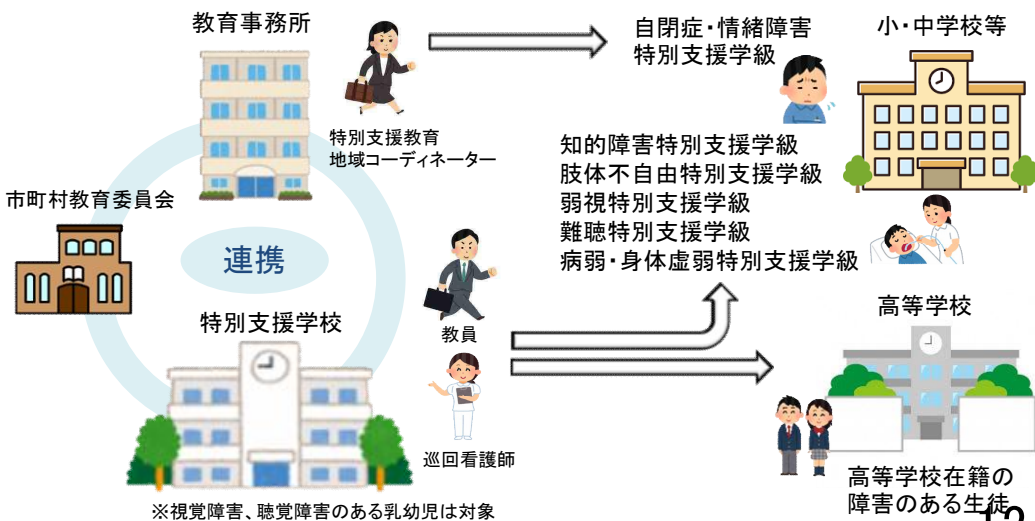 教育事務所
特別支援教育
地域コーディネーター
自閉症・情緒障害
特別支援学級
小・中学校等
知的障害特別支援学級
肢体不自由特別支援学級
弱視特別支援学級
難聴特別支援学級
病弱・身体虚弱特別支援学級
市町村教育委員会
連携
特別支援学校
教員
巡回看護師
※視覚障害、聴覚障害のある乳幼児は対象
高等学校
高等学校在籍の
障害のある生徒